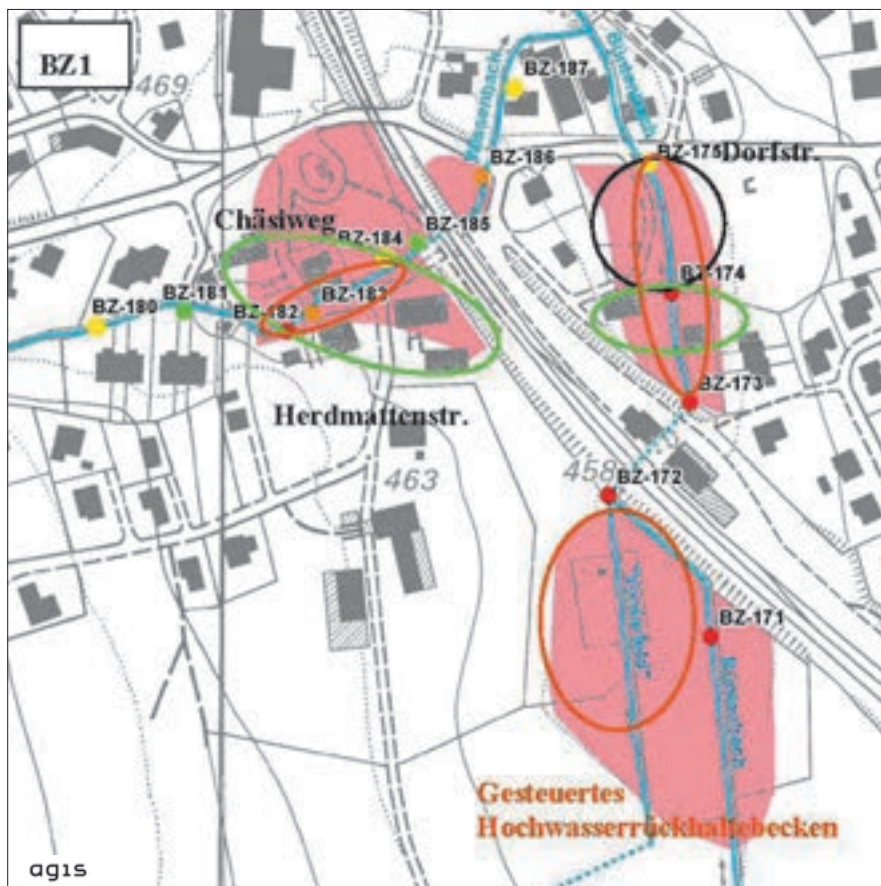 BZ1
469
BZ-187
BZ-175
Dorfstr.
BZ-186
Chäsiweg
BZ-184
BZ-185
BZ-174
BZ-180
BZ-181
BZ-182
BZ-183
BZ-173
Herdmattenstr.
458
BZ-172
463
BZ-171
Gesteuertes
Hochwasserrückhaltebecken
agis